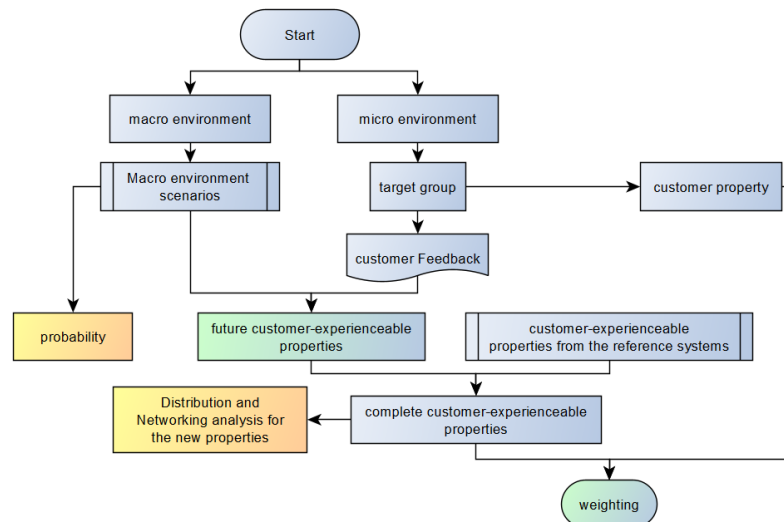 Start
macro environment
micro environment
Macro environment
scenarios
target group
customer property
customer Feedback
probability
future customer-experienceable
properties
customer-experienceable
properties from the reference systems
Distribution and
Networking analysis for
the new properties
complete customer-experienceable
properties
weighting